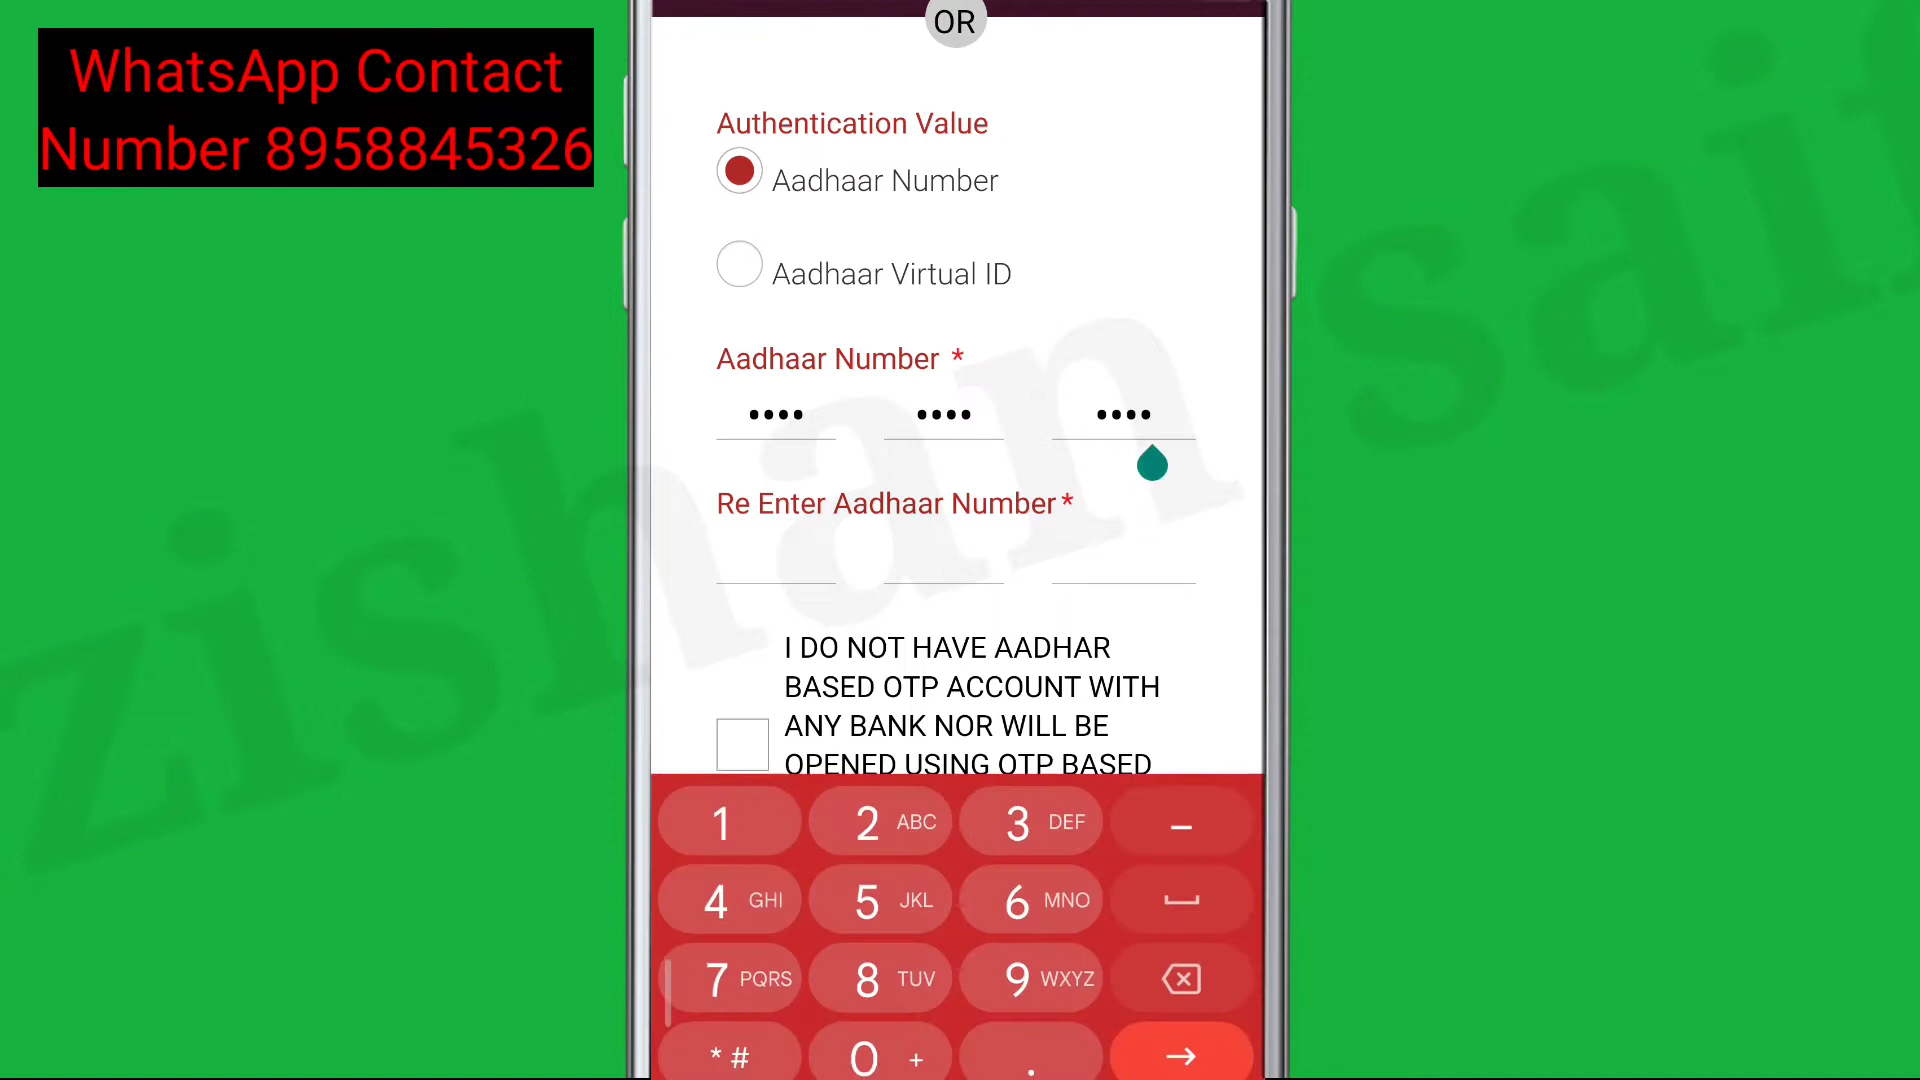 WhatsApp Contact
Number 8958845326
OR
Authentication Value
Aadhaar Number
Aadhaar Virtual ID
Aadhaar Number *
•••• •••• ••••
Re Enter Aadhaar Number *
I DO NOT HAVE AADHAR
BASED OTP ACCOUNT WITH
ANY BANK NOR WILL BE
OPENED USING OTP BASED
1 2 ABC 3 DEF –
4 GHI 5 JKL 6 MNO
7 PQRS 8 TUV 9 WXYZ
* # 0 + .
zishan saif